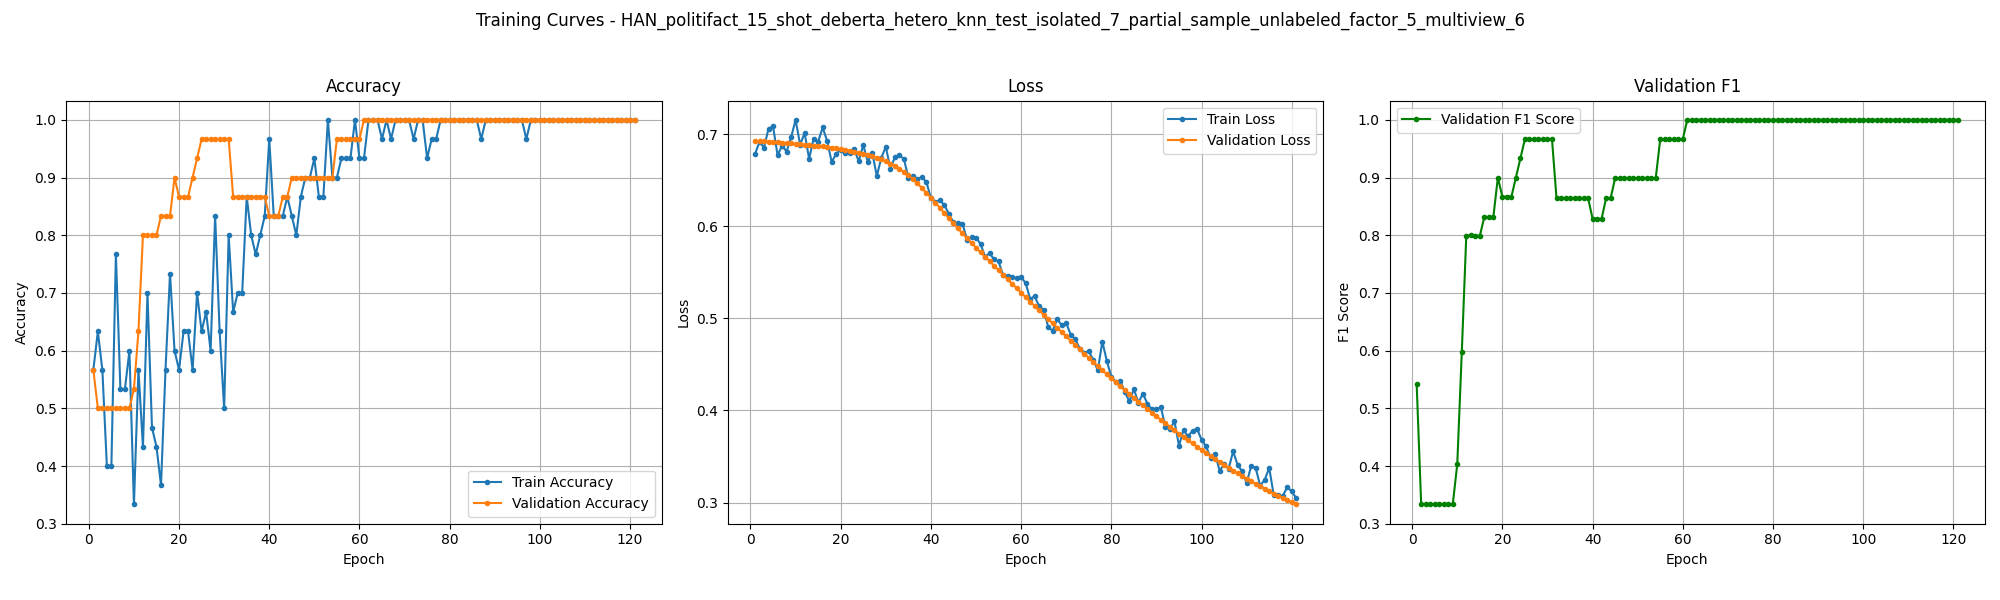 Training Curves - HAN_politifact_15_shot_deberta_hetero_knn_test_isolated_7_partial_sample_unlabeled_factor_5_multiview_6
Accuracy
1.0
0.9
0.8
0.7
0.6
0.5
0.4
0.3
Accuracy
0 20 40 60 80 100 120
Epoch
Train Accuracy
Validation Accuracy
Loss
0.7
0.6
0.5
0.4
0.3
Loss
0 20 40 60 80 100 120
Epoch
Train Loss
Validation Loss
Validation F1
1.0
0.9
0.8
0.7
0.6
0.5
0.4
0.3
F1 Score
0 20 40 60 80 100 120
Epoch
Validation F1 Score